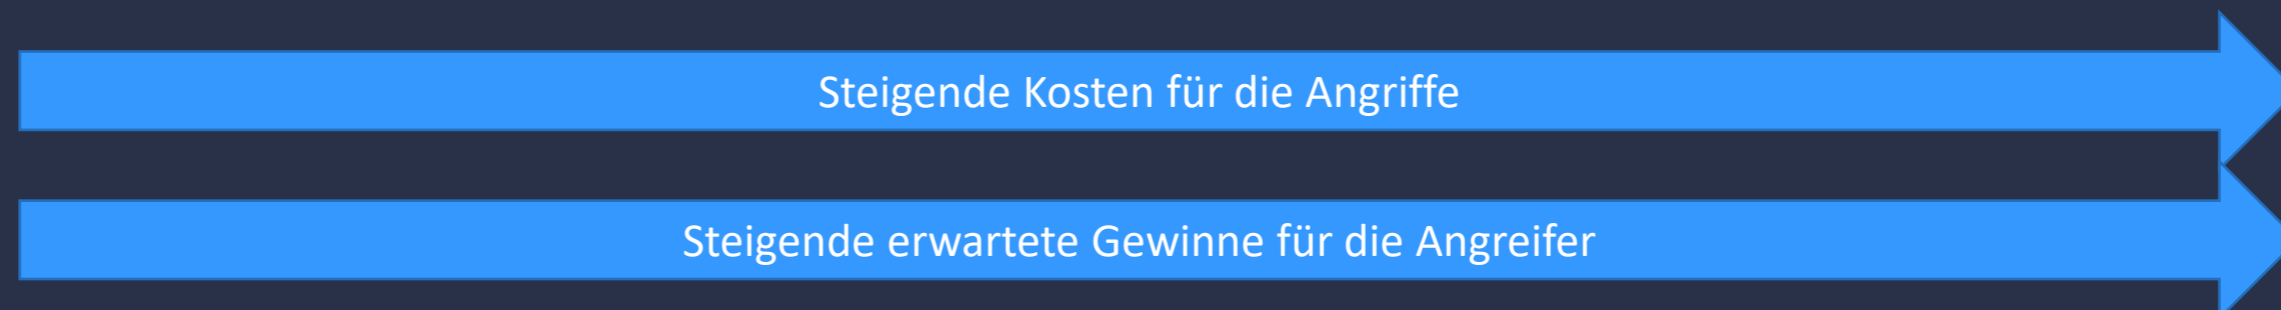 Steigende Kosten für die Angriffe
Steigende erwartete Gewinne für die Angreifer